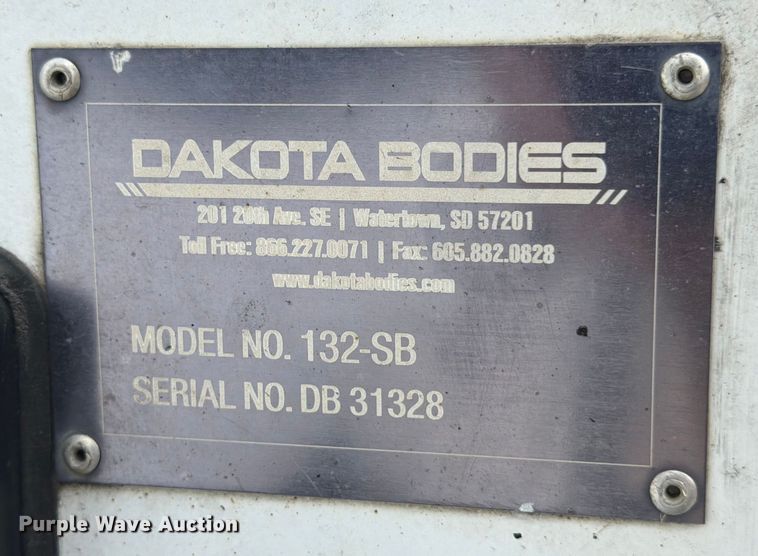 DAKOTA BODIES
201 20th Ave. SE | Watertown, SD 57201
Toll Free: 866.227.0071 | Fax: 605.882.0828
www.dakotabodies.com
MODEL NO. 132-SB
SERIAL NO. DB 31328
Purple Wave Auction